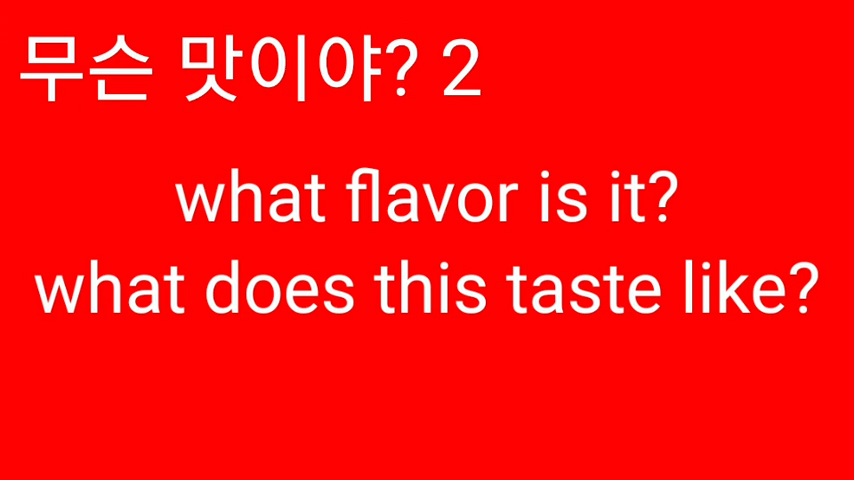 무슨 맛이야? 2
what flavor is it?
what does this taste like?